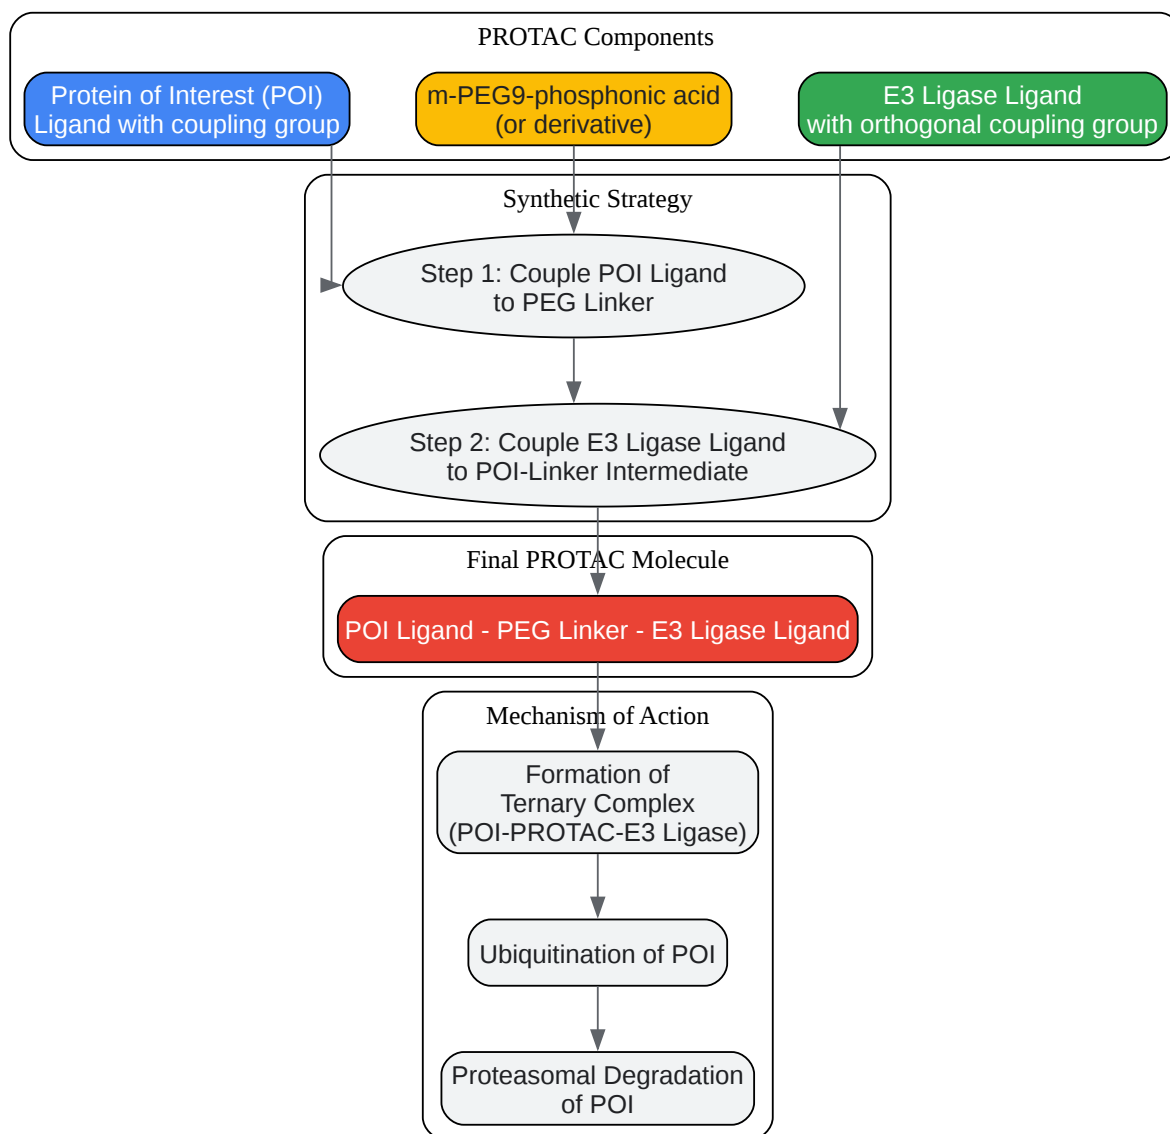 PROTAC Components
Protein of Interest (POI)
Ligand with coupling group
m-PEG9-phosphonic acid
(or derivative)
E3 Ligase Ligand
with orthogonal coupling group
Synthetic Strategy
Step 1: Couple POI Ligand
to PEG Linker
Step 2: Couple E3 Ligase Ligand
to POI-Linker Intermediate
Final PROTAC Molecule
POI Ligand - PEG Linker - E3 Ligase Ligand
Mechanism of Action
Formation of
Ternary Complex
(POI-PROTAC-E3 Ligase)
Ubiquitination of POI
Proteasomal Degradation
of POI